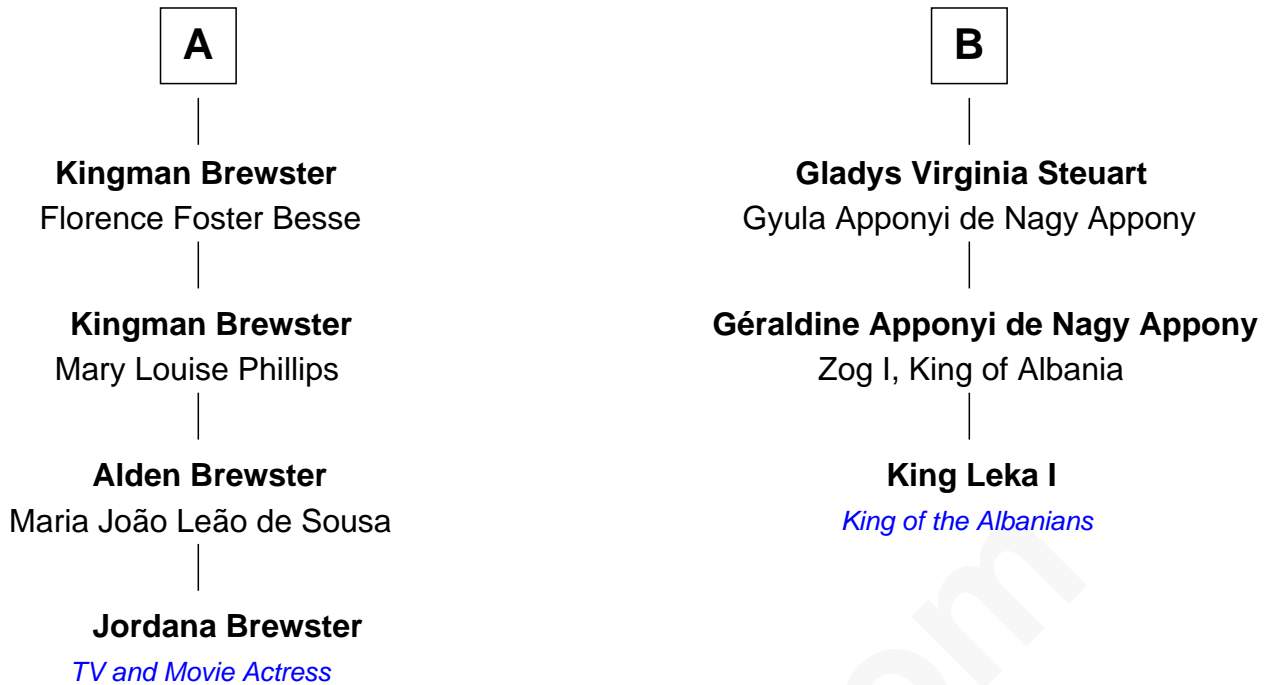 A
Kingman Brewster
Florence Foster Besse
Kingman Brewster
Mary Louise Phillips
Alden Brewster
Maria João Leão de Sousa
Jordana Brewster
TV and Movie Actress
B
Gladys Virginia Steuart
Gyula Apponyi de Nagy Appony
Géraldine Apponyi de Nagy Appony
Zog I, King of Albania
King Leka I
King of the Albanians
om